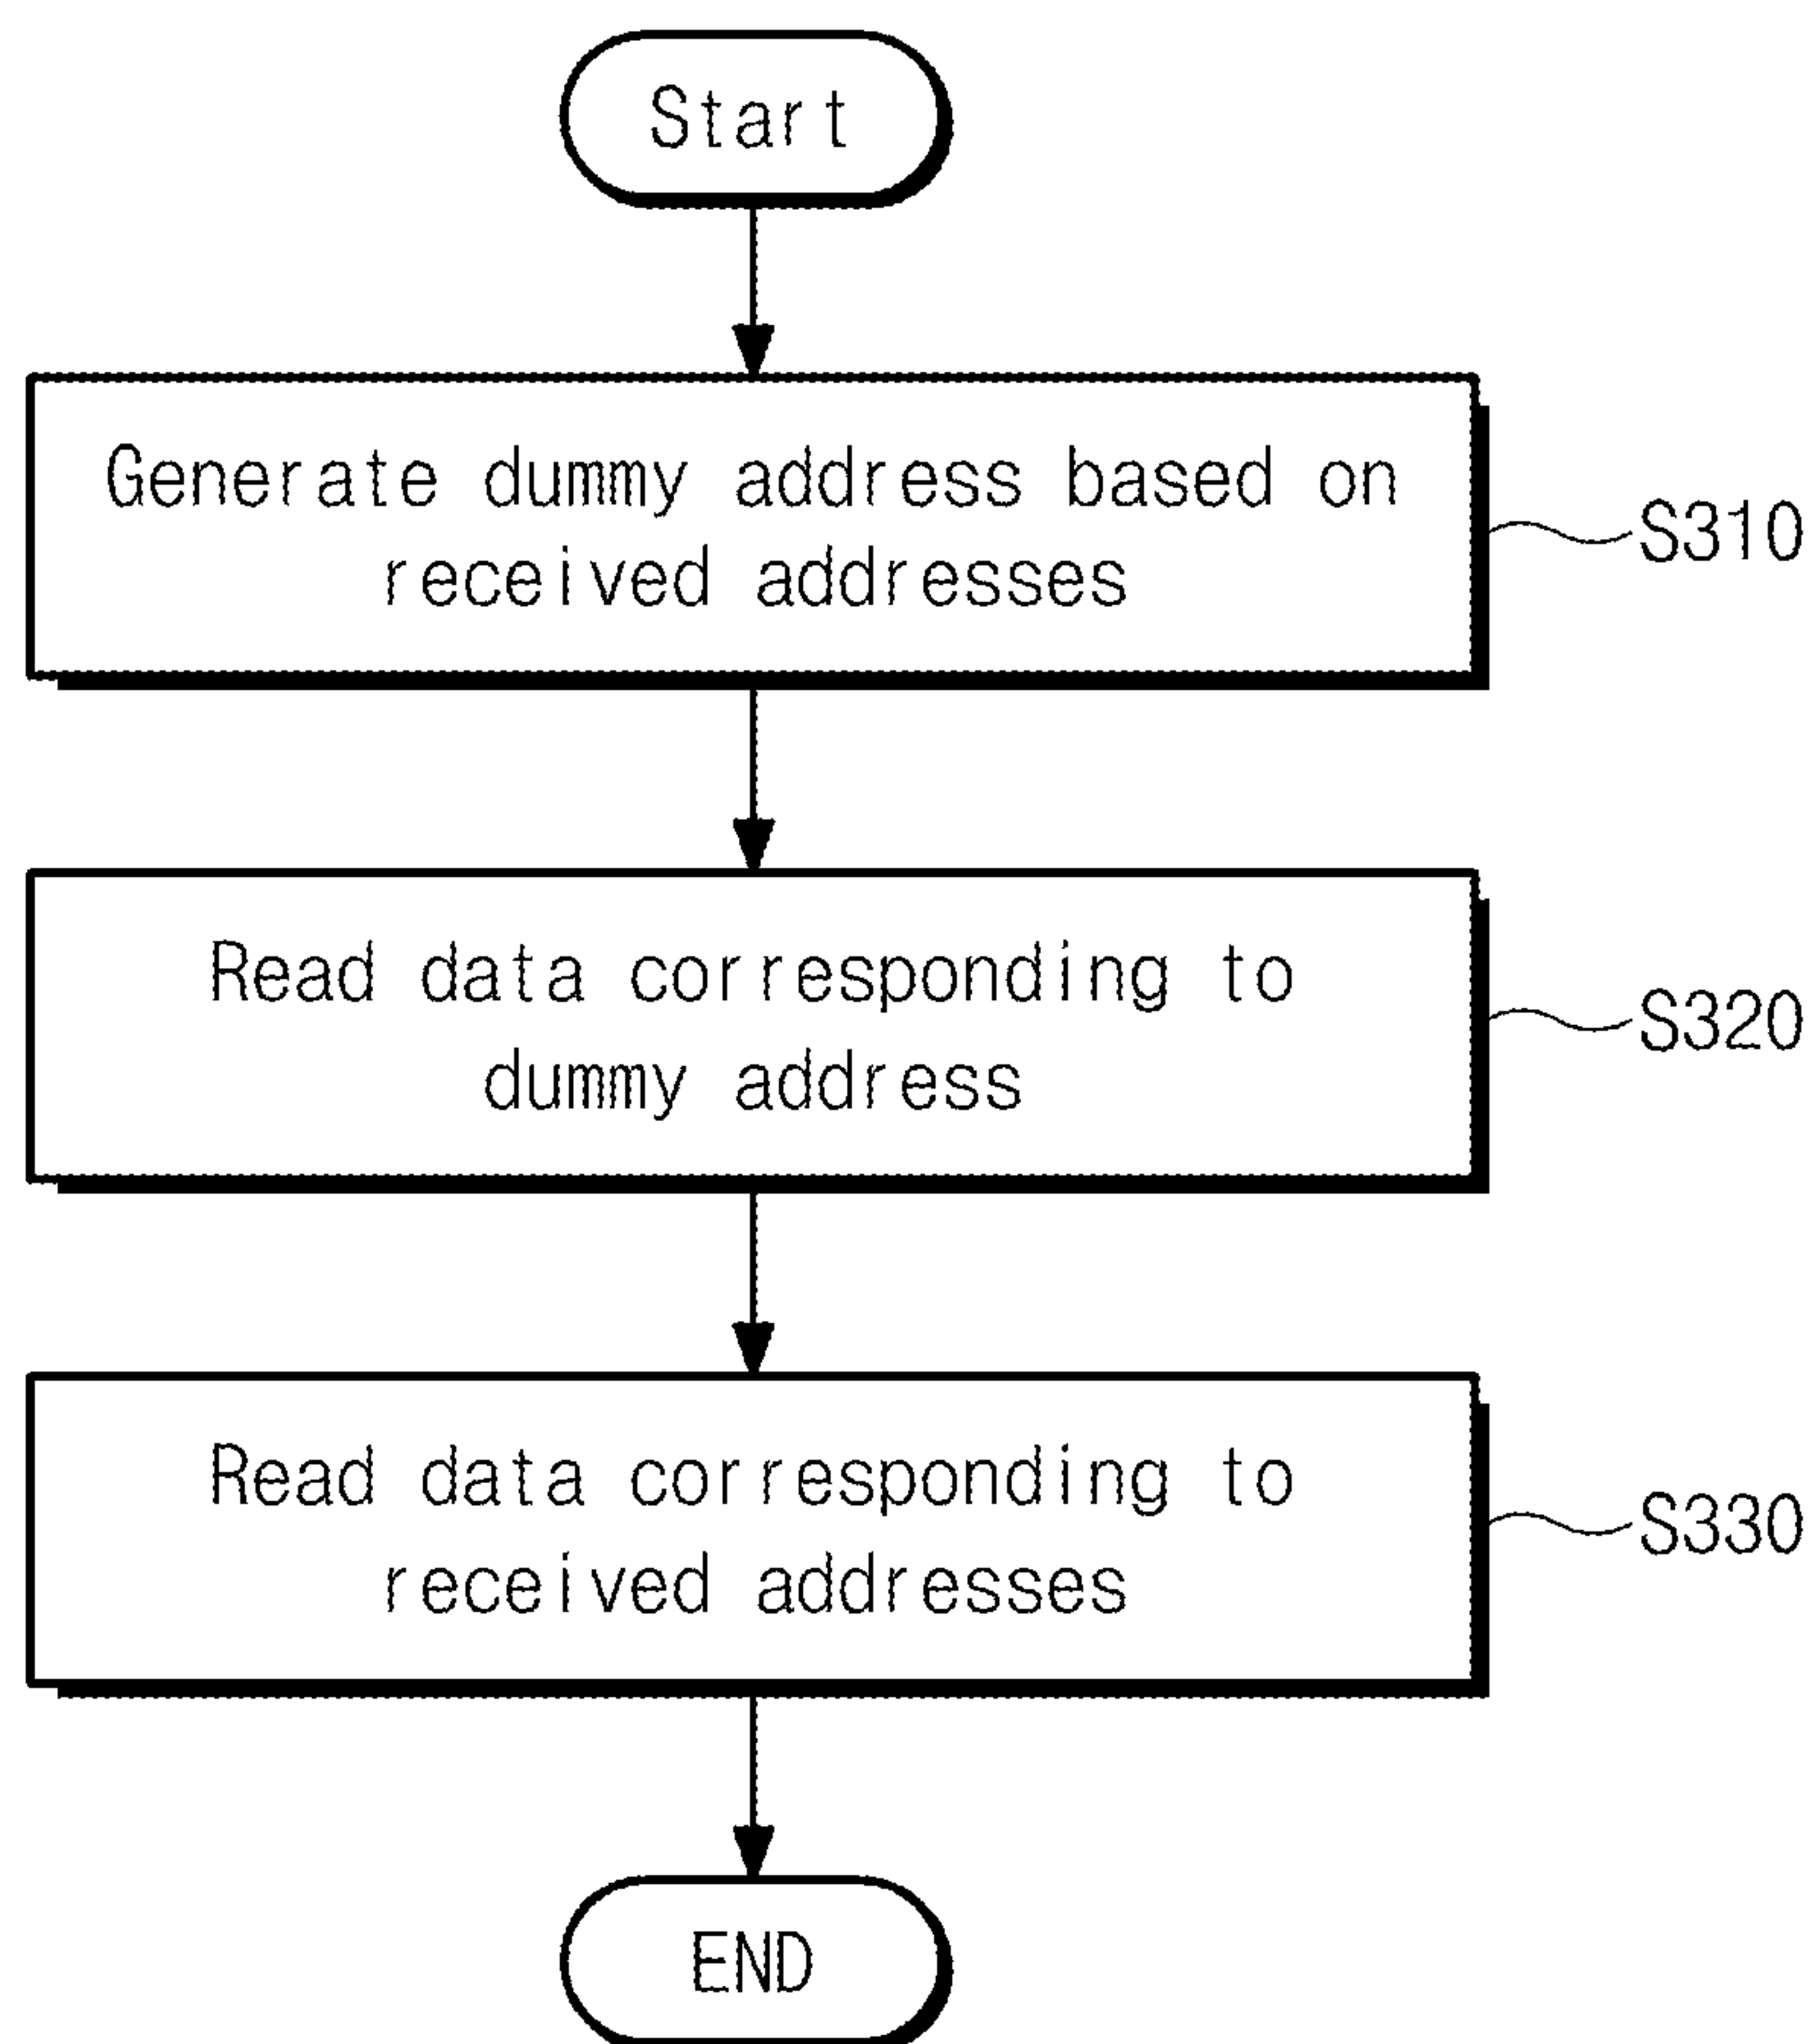 Start
Generate dummy address based on
received addresses
S310
Read data corresponding to
dummy address
S320
Read data corresponding to
received addresses
S330
END